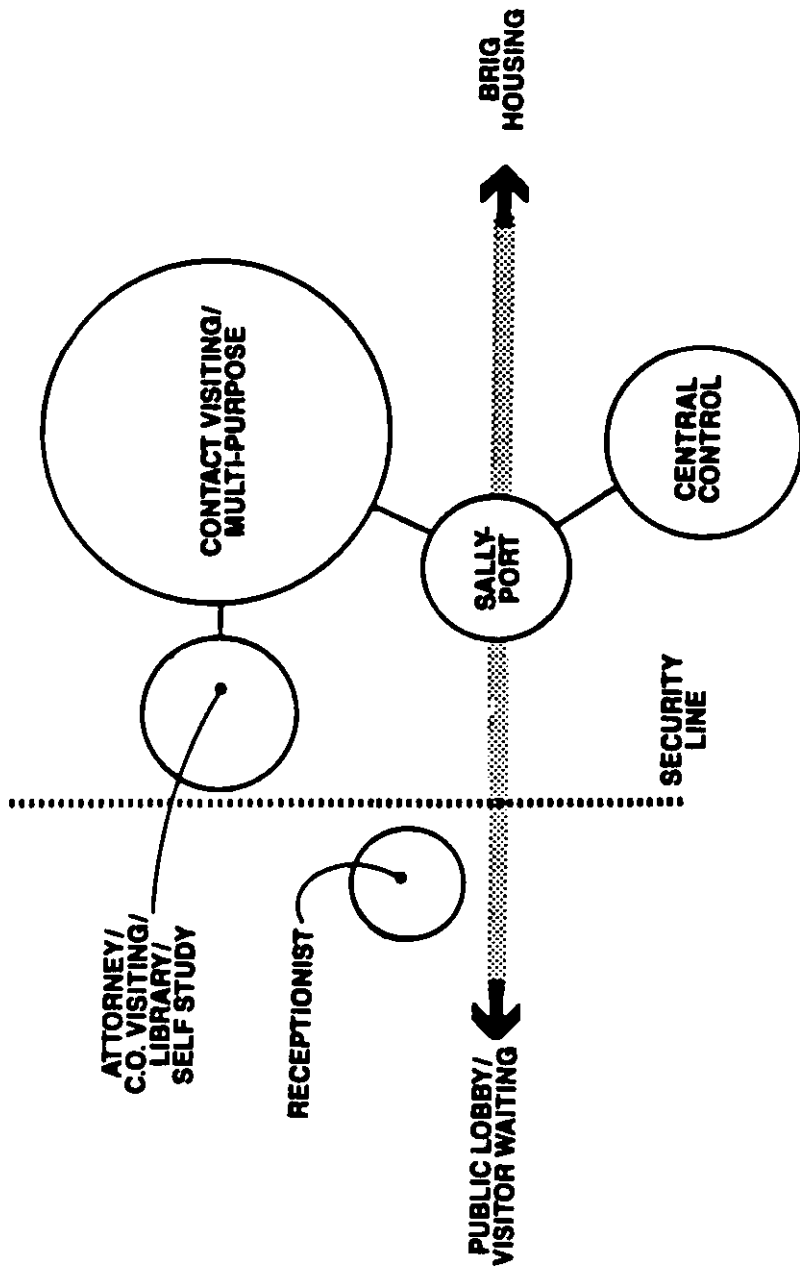 ATTORNEY/
C.O. VISITING/
LIBRARY/
SELF STUDY
CONTACT VISITING/
MULTI-PURPOSE
RECEPTIONIST
PUBLIC LOBBY/
VISITOR WAITING
SALLY-
PORT
BRIG
HOUSING
SECURITY
LINE
CENTRAL
CONTROL